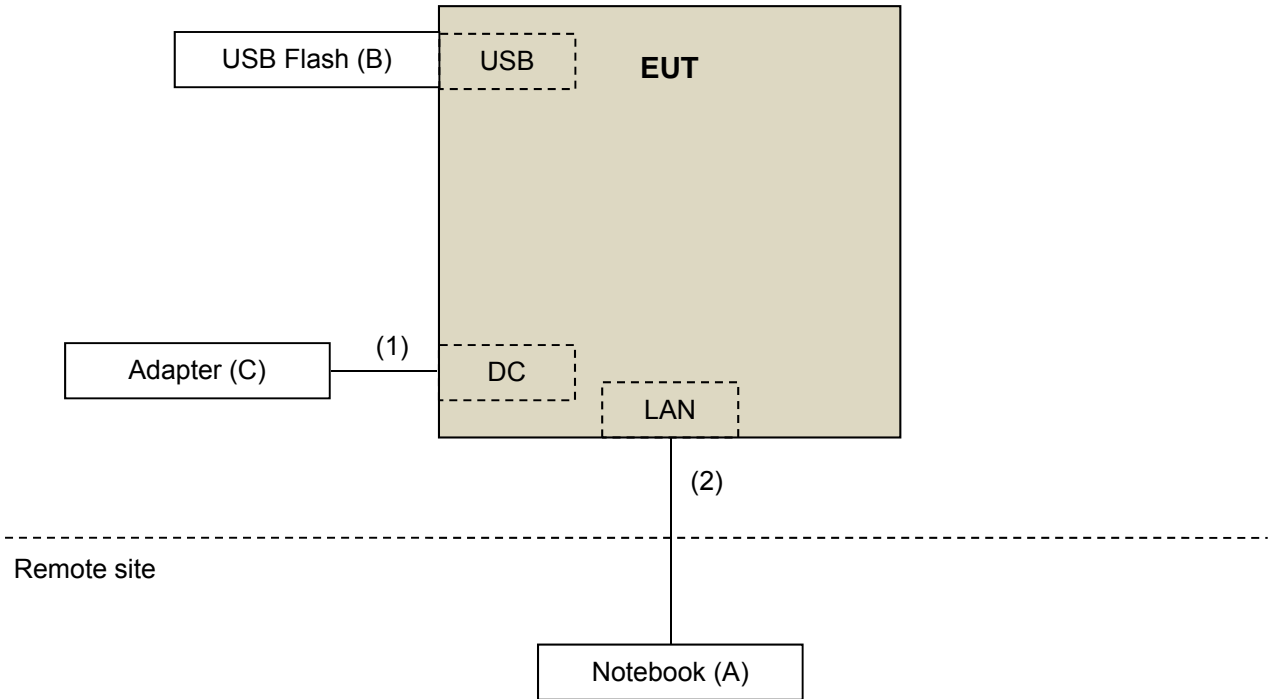 USB Flash (B)
USB
EUT
(1)
Adapter (C)
DC
LAN
(2)
Remote site
Notebook (A)